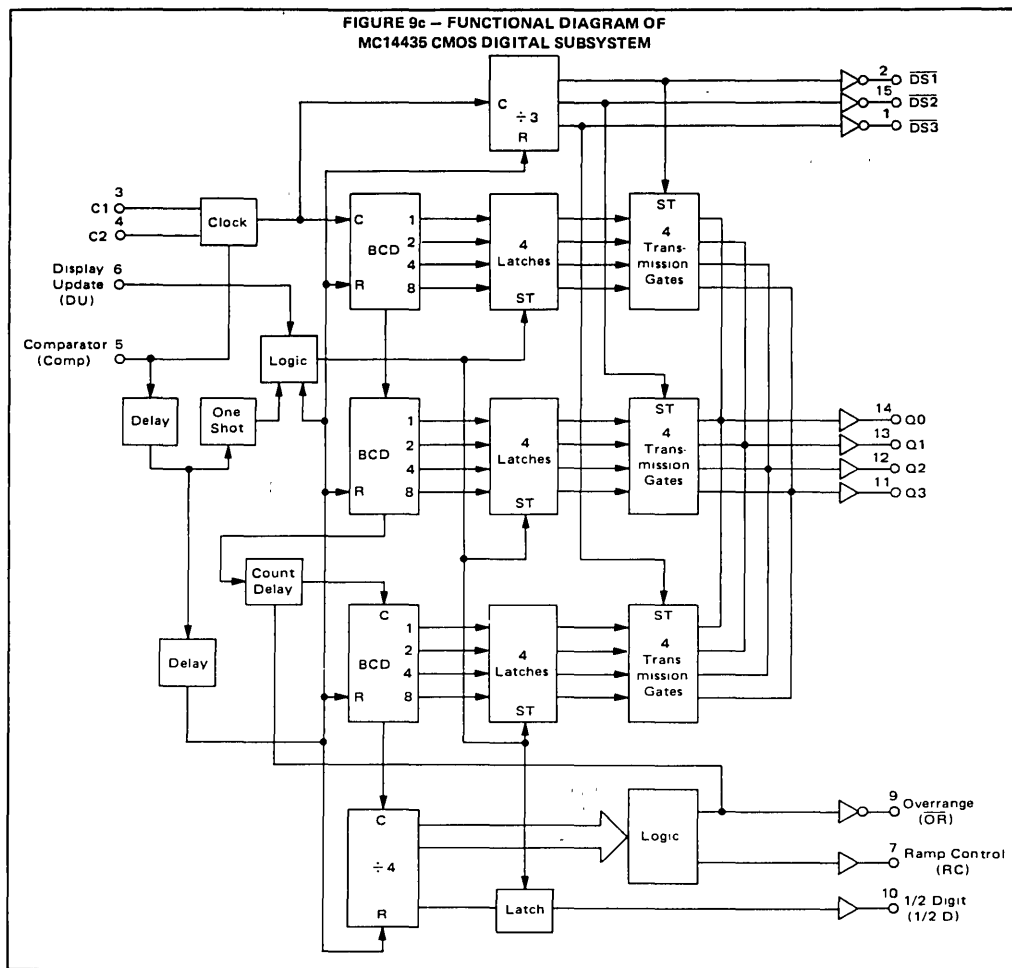 FIGURE 9c – FUNCTIONAL DIAGRAM OF
MC14435 CMOS DIGITAL SUBSYSTEM
C
÷3
R
2
DS1
15
DS2
1
DS3
3
C1
4
C2
Clock
Display
Update
(DU)
6
Comparator
(Comp)
5
Logic
Delay
One
Shot
C
BCD
R
1
2
4
8
4
Latches
ST
ST
4
Trans-
mission
Gates
BCD
R
1
2
4
8
4
Latches
ST
ST
4
Trans-
mission
Gates
14
Q0
13
Q1
12
Q2
11
Q3
Count
Delay
Delay
C
BCD
R
1
2
4
8
4
Latches
ST
ST
4
Trans
mission
Gates
C
÷4
R
Logic
Latch
9
Overrange
(OR)
7
Ramp Control
(RC)
10
1/2 Digit
(1/2 D)